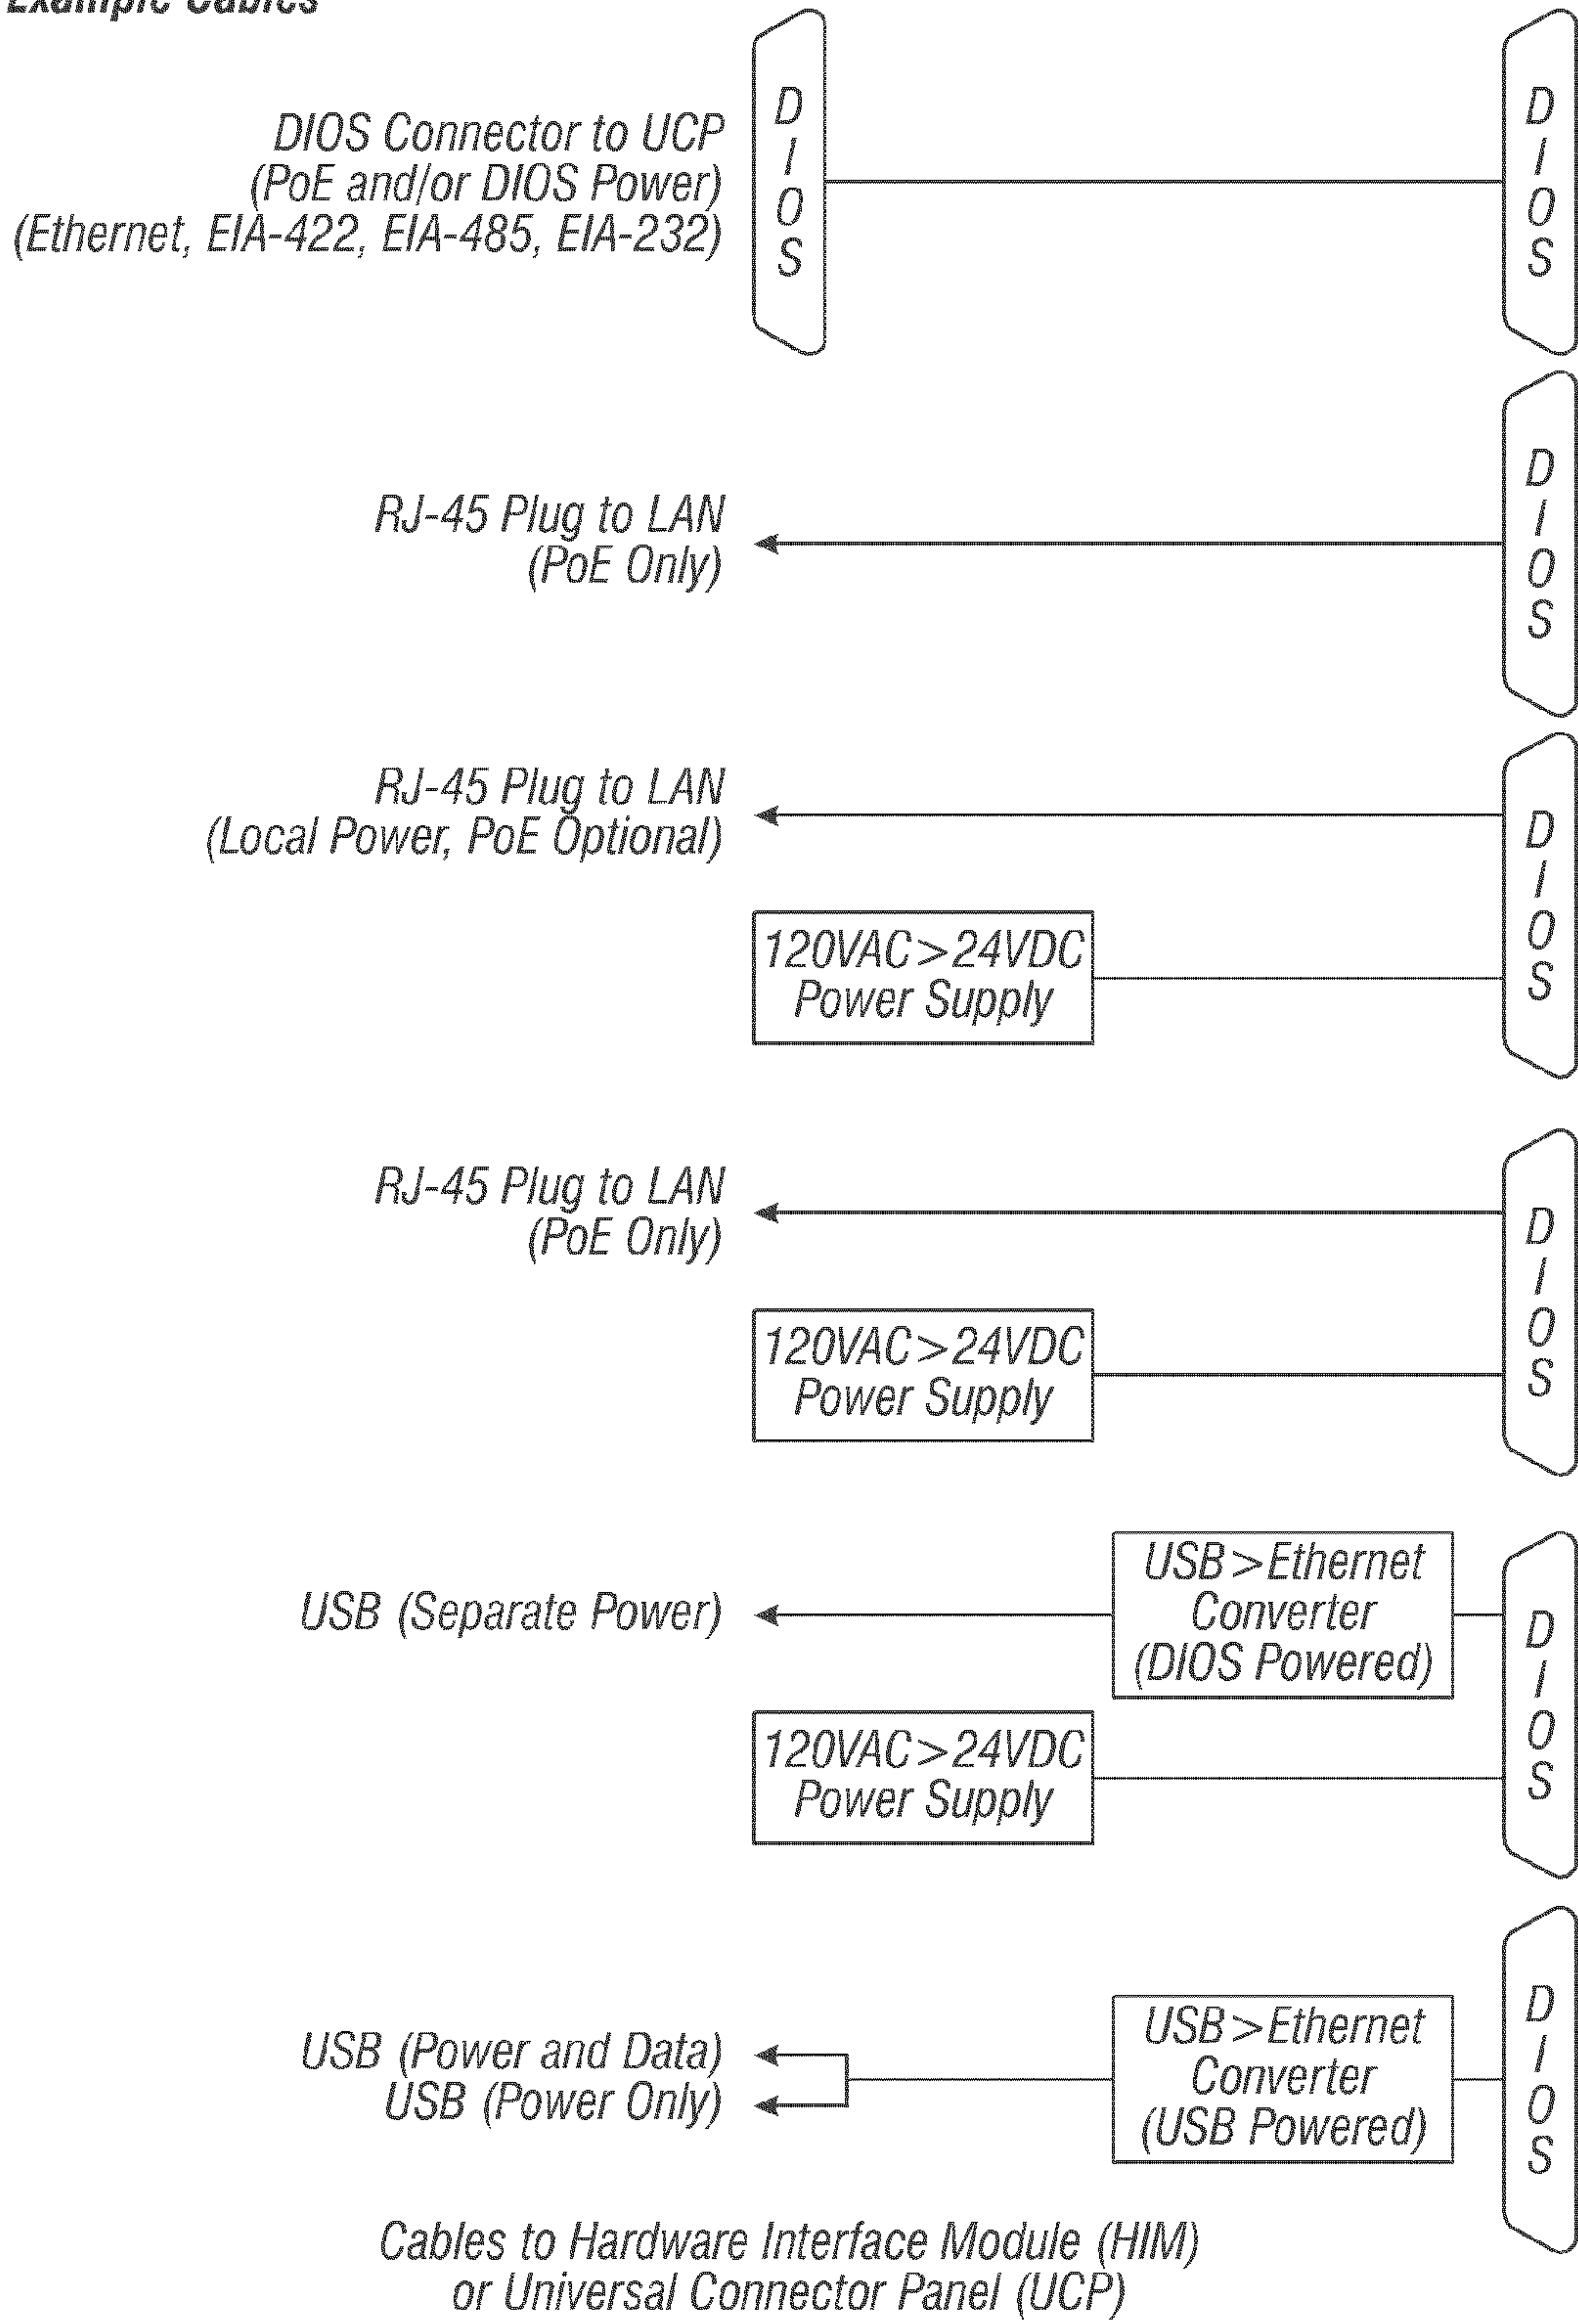 Example Cables
DIOS Connector to UCP
(PoE and/or DIOS Power)
(Ethernet, EIA-422, EIA-485, EIA-232)
D
I
O
S
D
I
O
S
RJ-45 Plug to LAN
(PoE Only)
D
I
O
S
RJ-45 Plug to LAN
(Local Power, PoE Optional)
120VAC>24VDC
Power Supply
D
I
O
S
RJ-45 Plug to LAN
(PoE Only)
120VAC>24VDC
Power Supply
D
I
O
S
USB (Separate Power)
USB>Ethernet
Converter
(DIOS Powered)
120VAC>24VDC
Power Supply
D
I
O
S
USB (Power and Data)
USB (Power Only)
USB>Ethernet
Converter
(USB Powered)
D
I
O
S
Cables to Hardware Interface Module (HIM)
or Universal Connector Panel (UCP)